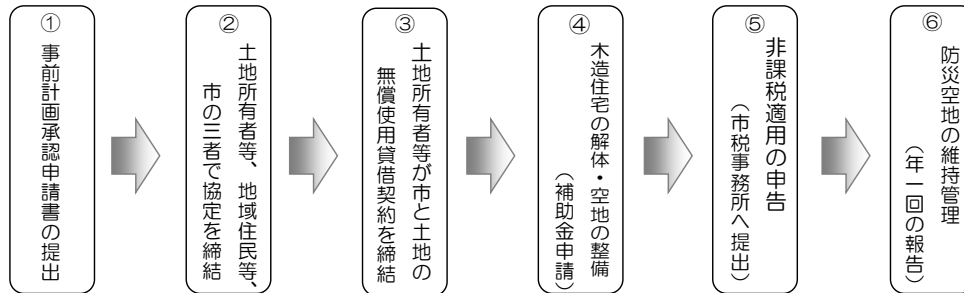 ①
事前計画承認申請書の提出
②
土地所有者等、地域住民等、
市の三者で協定を締結
③
土地所有者等が市と土地の
無償使用貸借契約を締結
④
木造住宅の解体・空地の整備
（補助金申請）
⑤
非課税適用の申告
（市税事務所へ提出）
⑥
防災空地の維持管理
（年一回の報告）